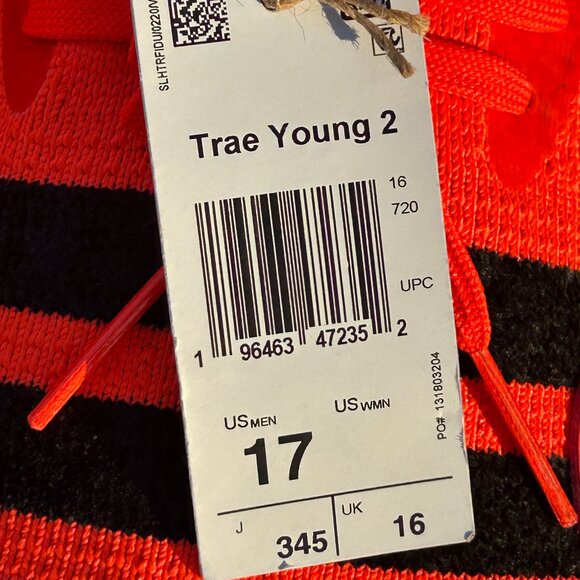 SLHTRFIDUI0220/V
Trae Young 2
16
720
UPC
1 96463 47235 2
PO# 131803204
US MEN
US WMN
17
J
345
UK
16